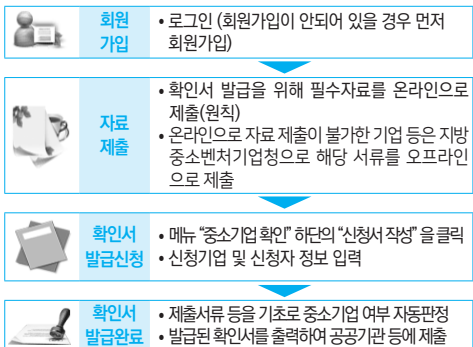 회원
가입
• 로그인 (회원가입이 안되어 있을 경우 먼저
회원가입)
자료
제출
• 확인서 발급을 위해 필수자료를 온라인으로
제출(원칙)
• 온라인으로 자료 제출이 불가한 기업 등은 지방
중소벤처기업청으로 해당 서류를 오프라인
으로 제출
확인서
발급신청
• 메뉴 “중소기업 확인” 하단의 “신청서 작성” 을 클릭
• 신청기업 및 신청자 정보 입력
확인서
발급완료
• 제출서류 등을 기초로 중소기업 여부 자동판정
• 발급된 확인서를 출력하여 공공기관 등에 제출